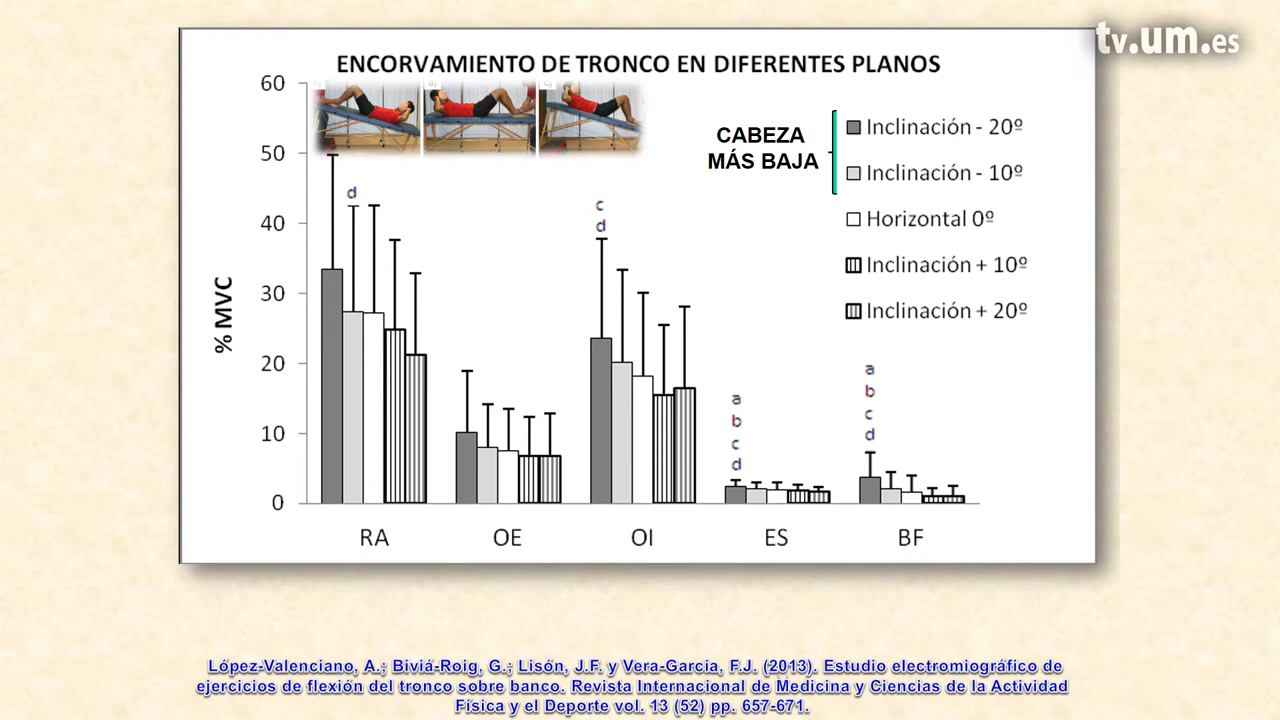 tv.um.es
ENCORVAMIENTO DE TRONCO EN DIFERENTES PLANOS
60
50
40
30
20
10
0
% MVC
CABEZA
MÁS BAJA
Inclinación - 20º
Inclinación - 10º
Horizontal 0º
Inclinación + 10º
Inclinación + 20º
d
c
d
a
b
c
d
a
b
c
d
RA
OE
OI
ES
BF
López-Valenciano, A.; Biviá-Roig, G.; Lisón, J.F. y Vera-Garcia, F.J. (2013). Estudio electromiográfico de
ejercicios de flexión del tronco sobre banco. Revista Internacional de Medicina y Ciencias de la Actividad
Física y el Deporte vol. 13 (52) pp. 657-671.